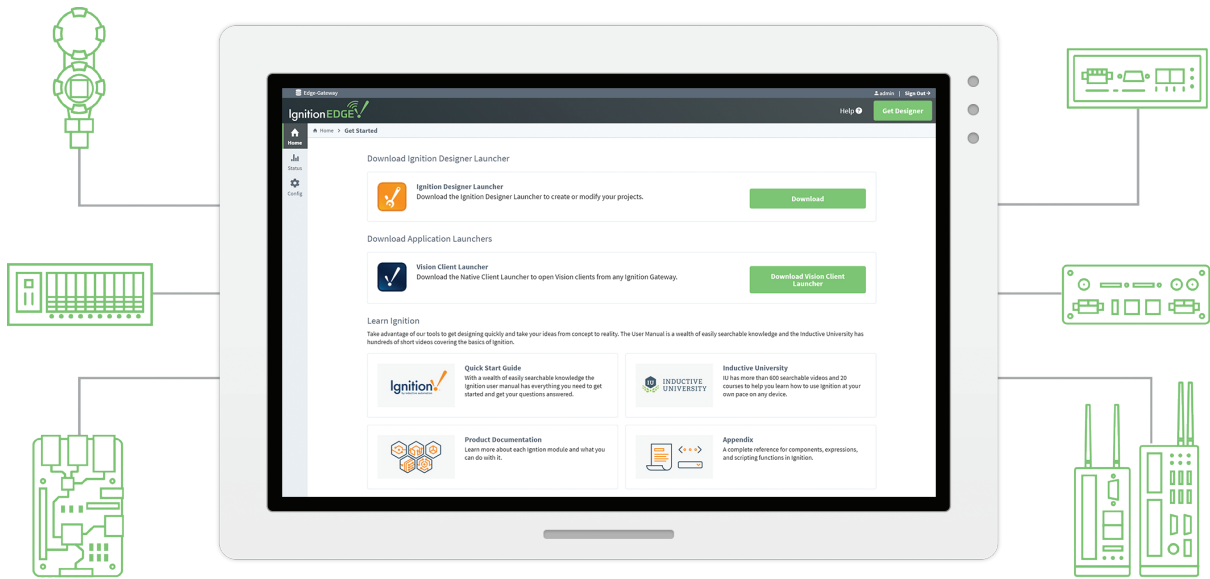 Edge-Gateway
admin | Sign Out
Ignition EDGE
Help
Get Designer
Home > Get Started
Home
Status
Config
Download Ignition Designer Launcher
Ignition Designer Launcher
Download the Ignition Designer Launcher to create or modify your projects.
Download
Download Application Launchers
Vision Client Launcher
Download the Native Client Launcher to open Vision clients from any Ignition Gateway.
Download Vision Client
Launcher
Learn Ignition
Take advantage of our tools to get designing quickly and take your ideas from concept to reality. The User Manual is a wealth of easily searchable knowledge and the Inductive University has
hundreds of short videos covering the basics of Ignition.
Ignition
by inductive automation
Quick Start Guide
With a wealth of easily searchable knowledge the
Ignition user manual has everything you need to get
started and get your questions answered.
IU
INDUCTIVE
UNIVERSITY
Inductive University
IU has more than 600 searchable videos and 20
courses to help you learn how to use Ignition at your
own pace on any device.
Product Documentation
Learn more about each Ignition module and what you
can do with it.
Appendix
A complete reference for components, expressions,
and scripting functions in Ignition.